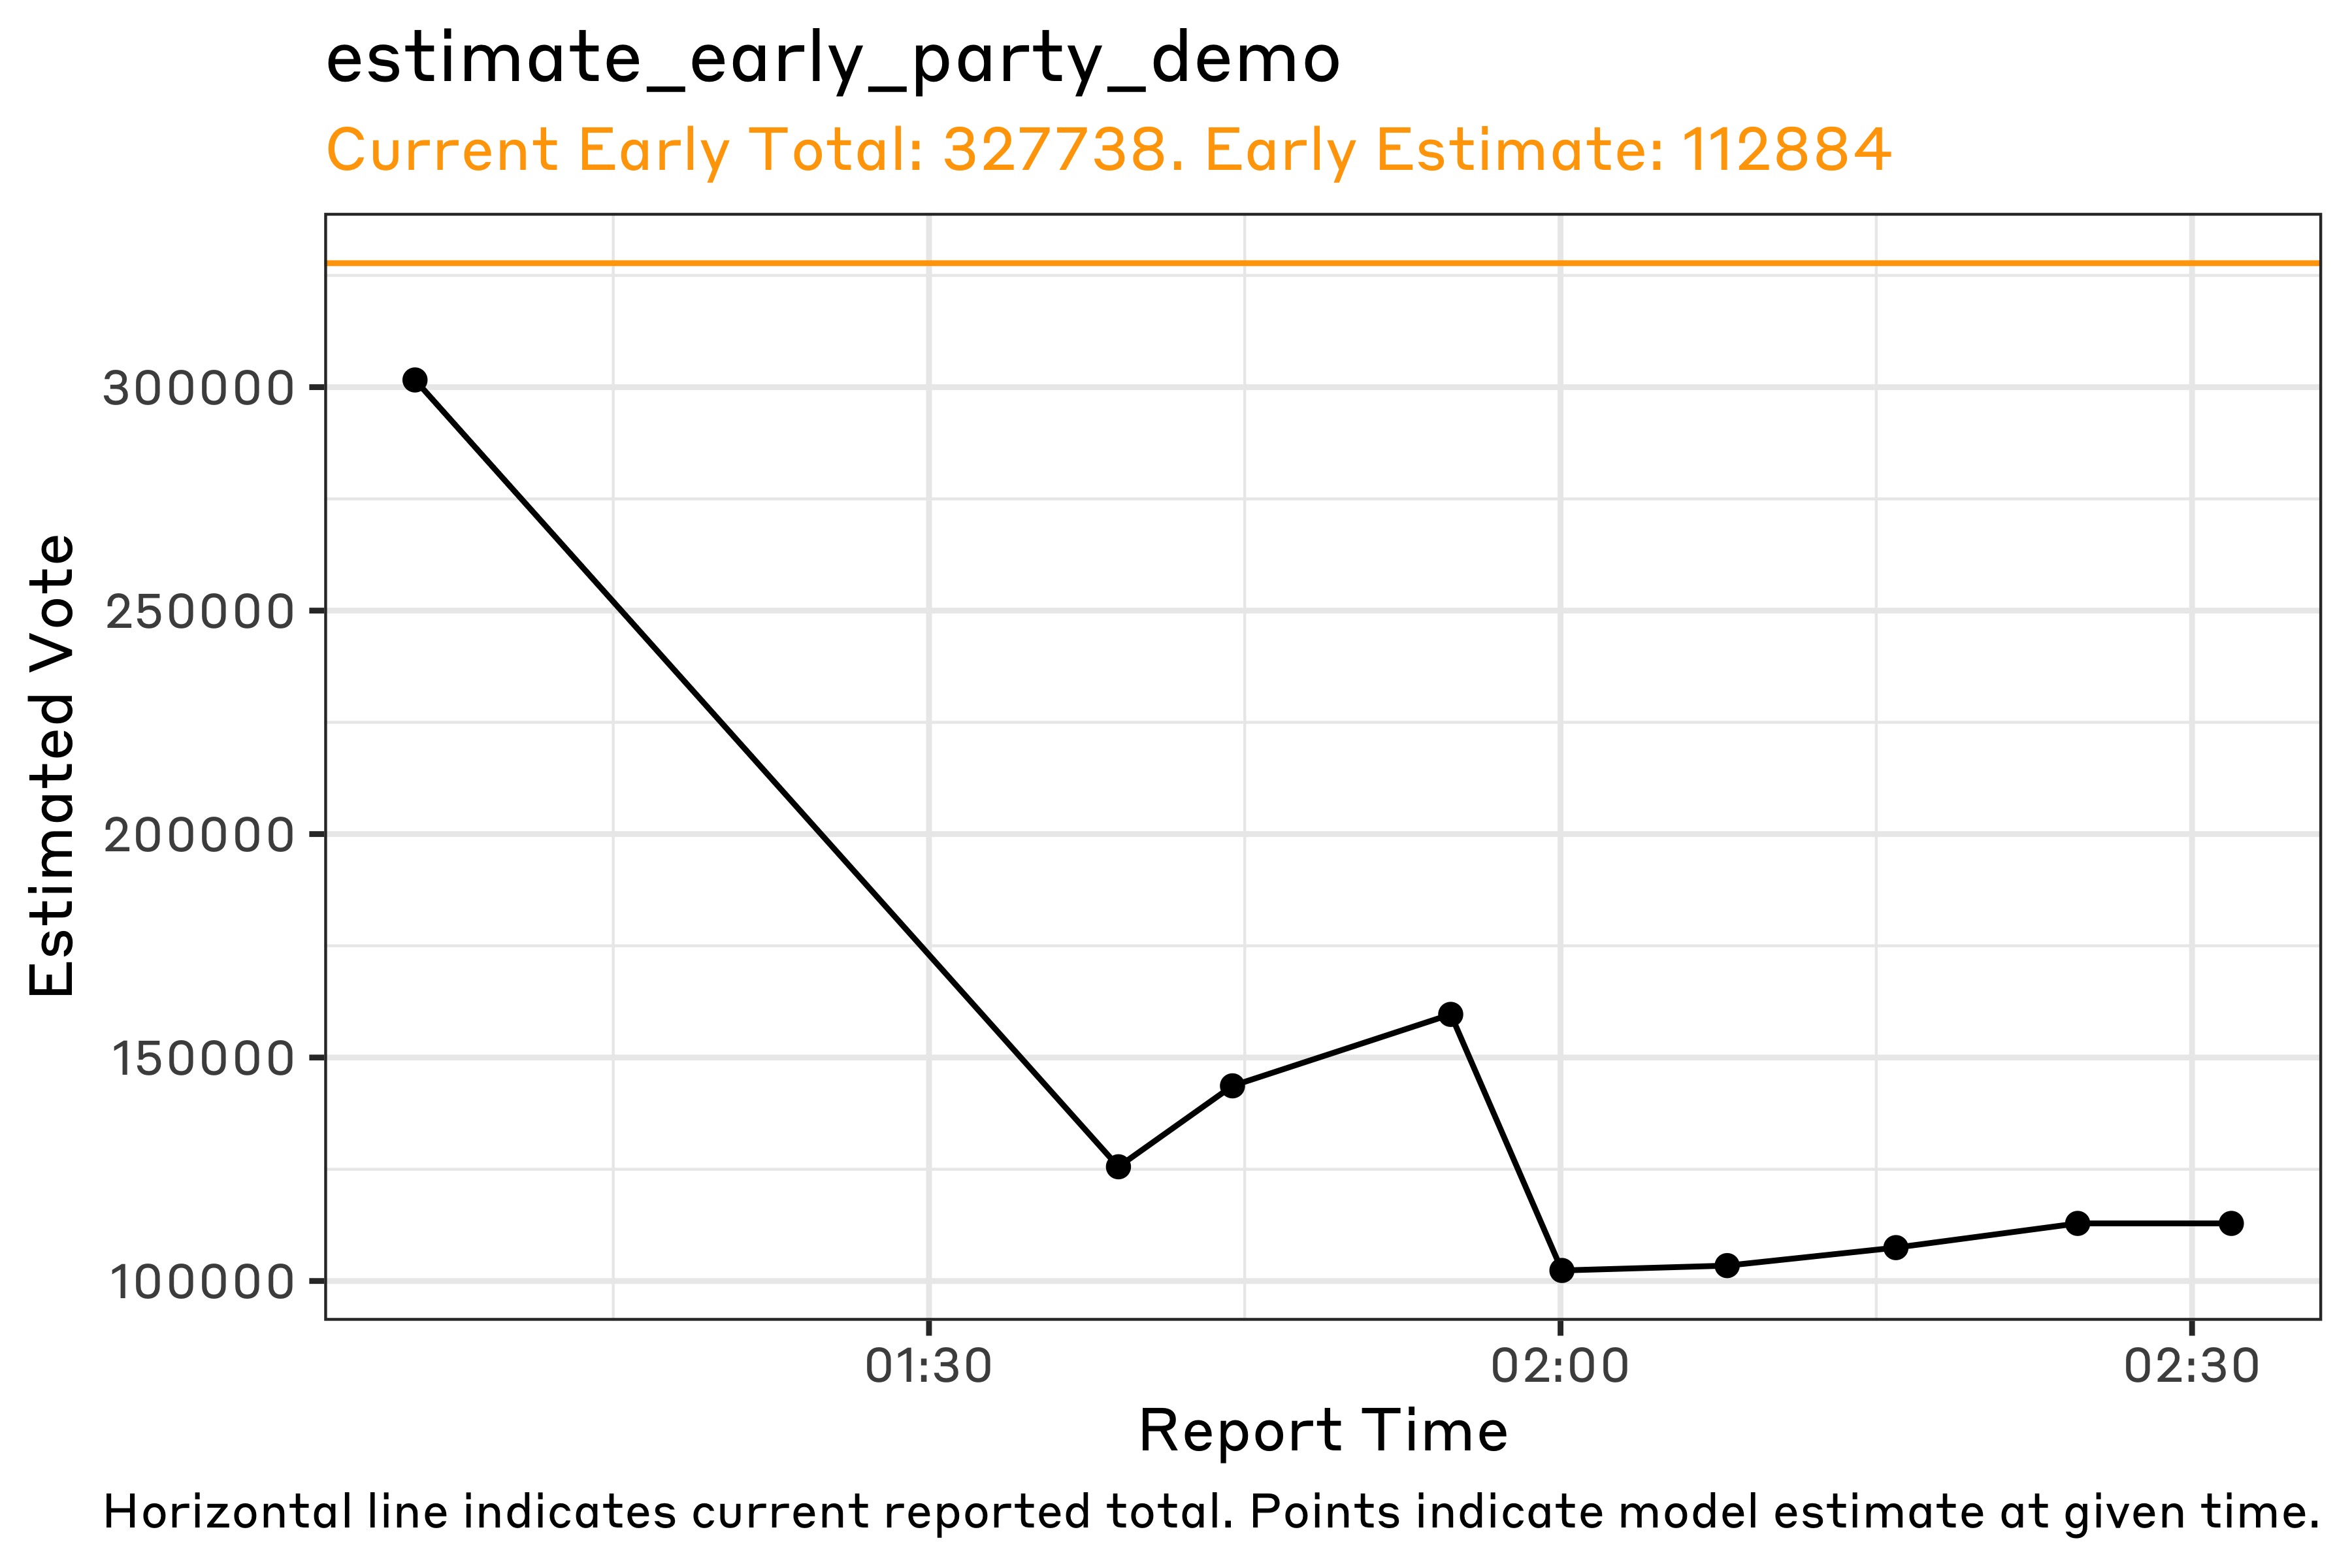 estimate_early_party_demo
Current Early Total: 327738. Early Estimate: 112884
Estimated Vote
300000
250000
200000
150000
100000
01:30 02:00 02:30
Report Time
Horizontal line indicates current reported total. Points indicate model estimate at given time.